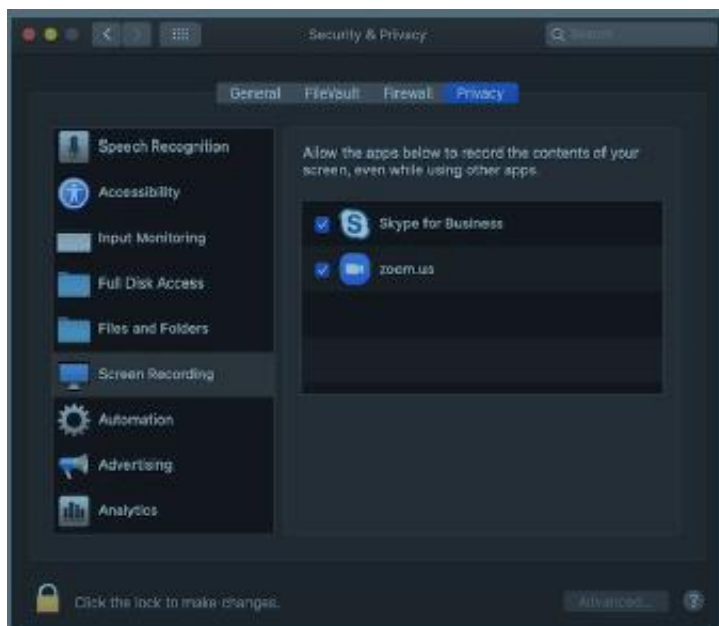 Security & Privacy
Search
General FileVault Firewall Privacy
Speech Recognition
Accessibility
Input Monitoring
Full Disk Access
Files and Folders
Screen Recording
Automation
Advertising
Analytics
Allow the apps below to record the contents of your
screen, even while using other apps.
Skype for Business
zoom.us
Click the lock to make changes.
Advanced...
?